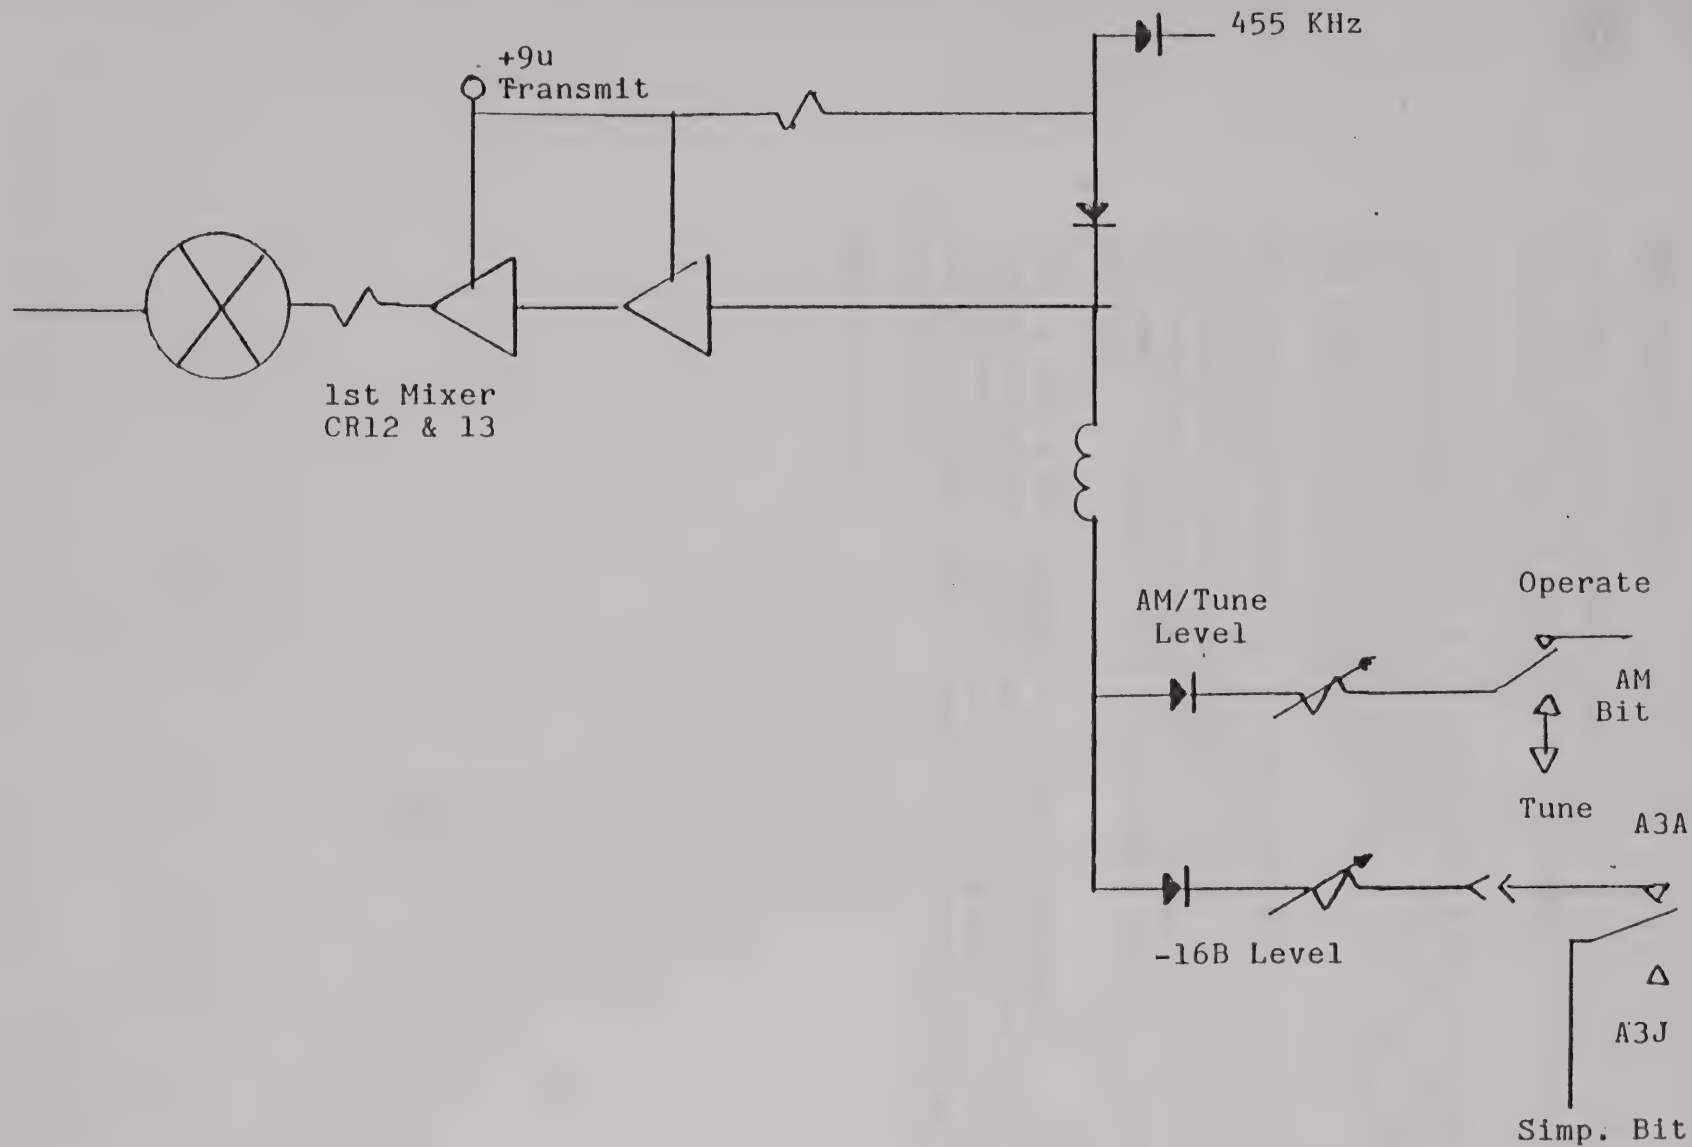 455 KHz
+9u
Transmit
1st Mixer
CR12 & 13
Operate
AM/Tune
Level
AM
Bit
Tune
A3A
-16B Level
A3J
Simp. Bit